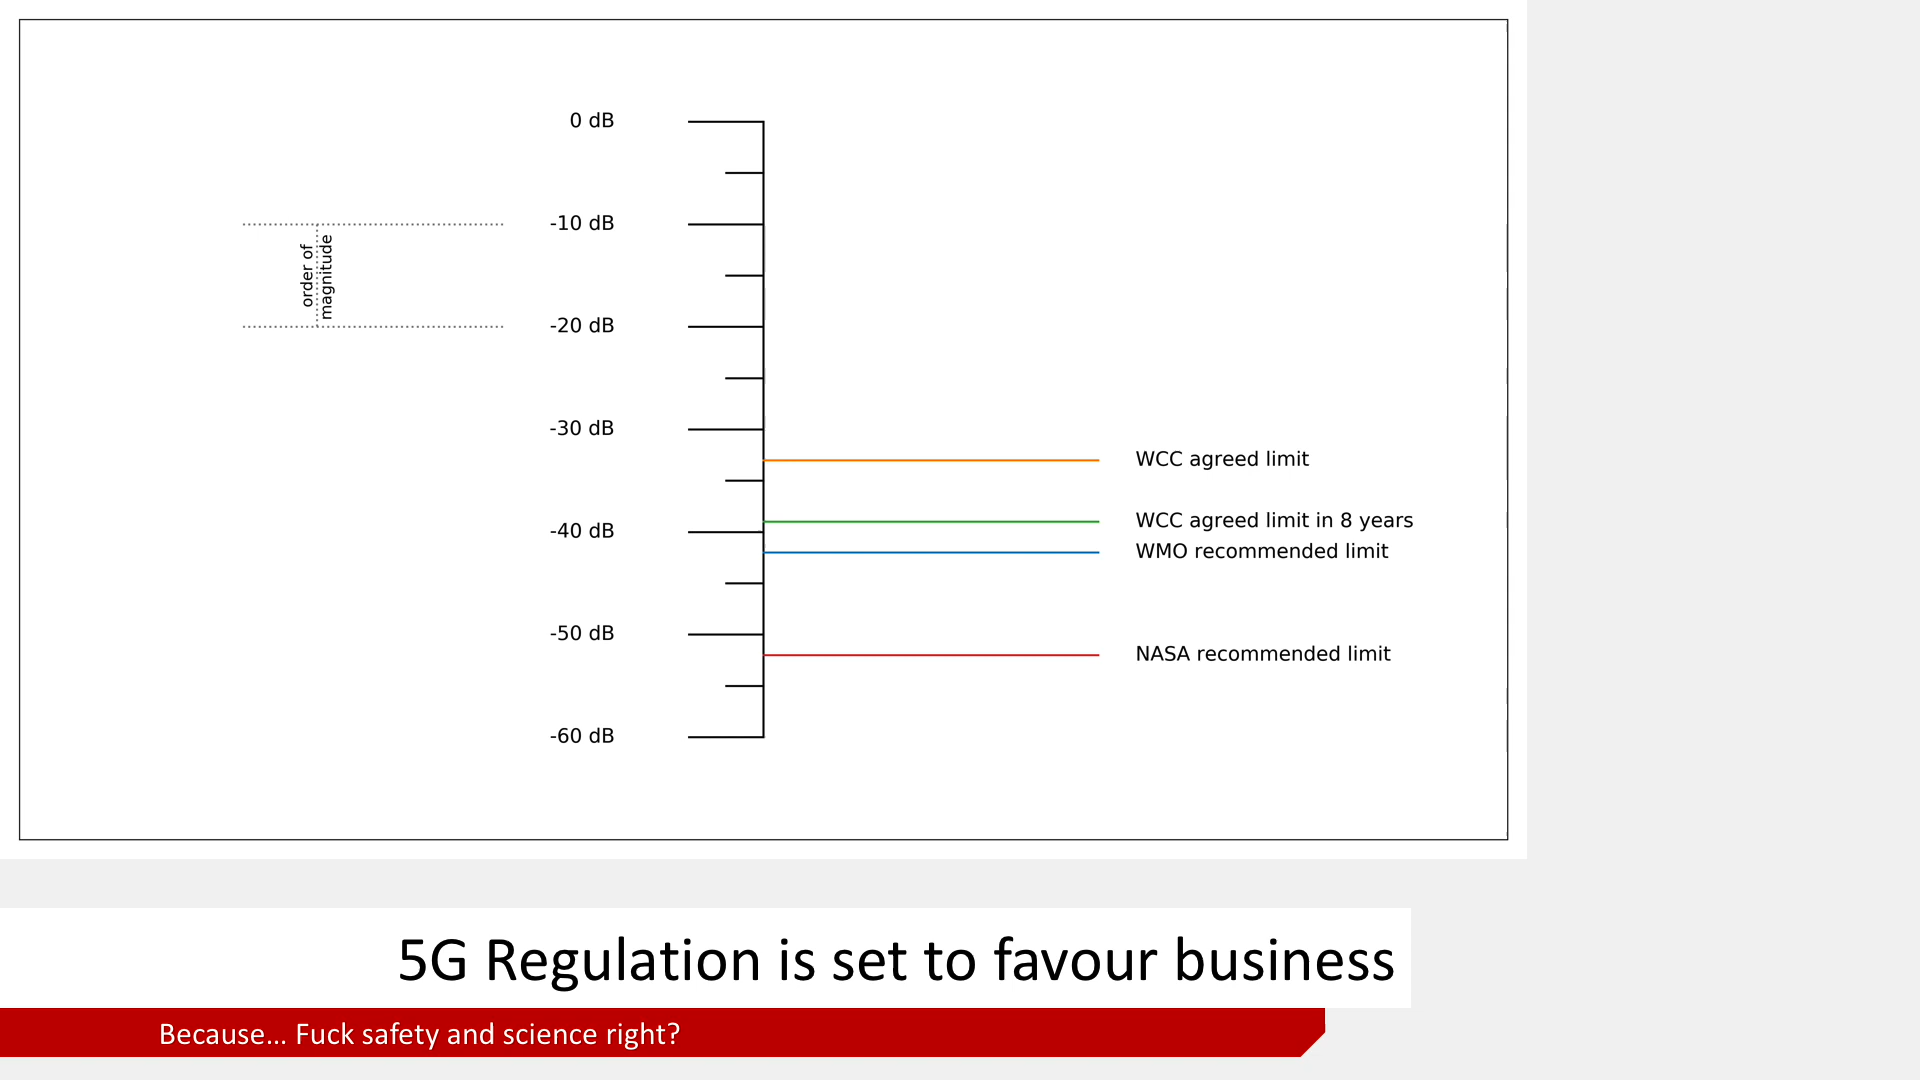 0 dB
-10 dB
order of
magnitude
-20 dB
-30 dB
WCC agreed limit
WCC agreed limit in 8 years
-40 dB
WMO recommended limit
-50 dB
NASA recommended limit
-60 dB
5G Regulation is set to favour business
Because... Fuck safety and science right?